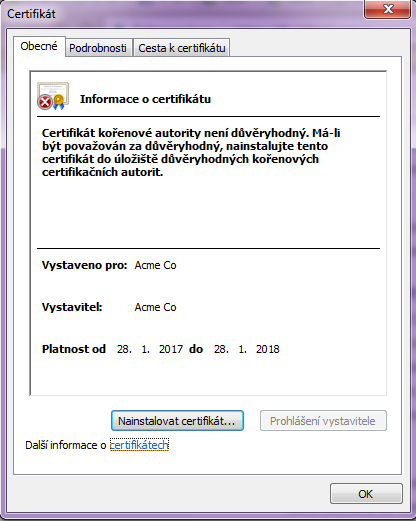 Certifikát
Obecné Podrobnosti Cesta k certifikátu
Informace o certifikátu
Certifikát kořenové autority není důvěryhodný. Má-li
být považován za důvěryhodný, nainstalujte tento
certifikát do úložiště důvěryhodných kořenových
certifikačních autorit.
Vystaveno pro: Acme Co
Vystavitel: Acme Co
Platnost od 28. 1. 2017 do 28. 1. 2018
Nainstalovat certifikát... Prohlášení vystavitele
Další informace o certifikátech
OK